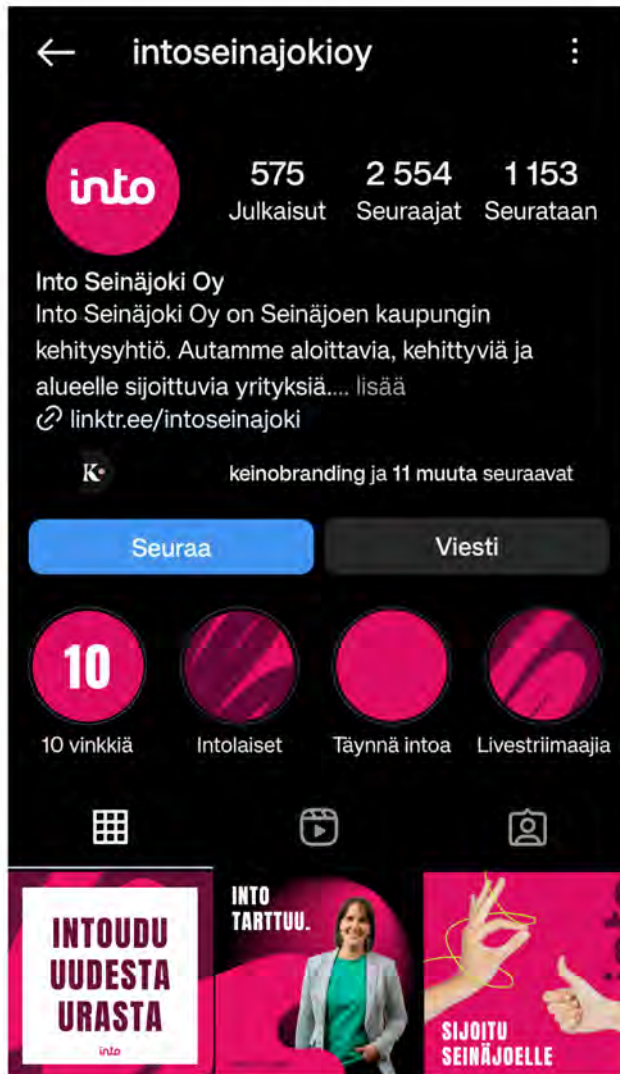 intoseinajokioy
into
575 2 554 1 153
Julkaisut Seuraajat Seurataan
Into Seinäjoki Oy
Into Seinäjoki Oy on Seinäjoen kaupungin
kehitysyhtiö. Autamme aloittavia, kehittyviä ja
alueelle sijoittuvia yrityksiä.... lisää
linktr.ee/intoseinajoki
K
keinobranding ja 11 muuta seuraavat
Seuraa Viesti
10
10 vinkkiä Intolaiset Täynnä intoa Livestriimaajia
INTOUDU
UUDESTA
URASTA
into
INTO
TARTTUU.
SIJOITU
SEINÄJOELLE